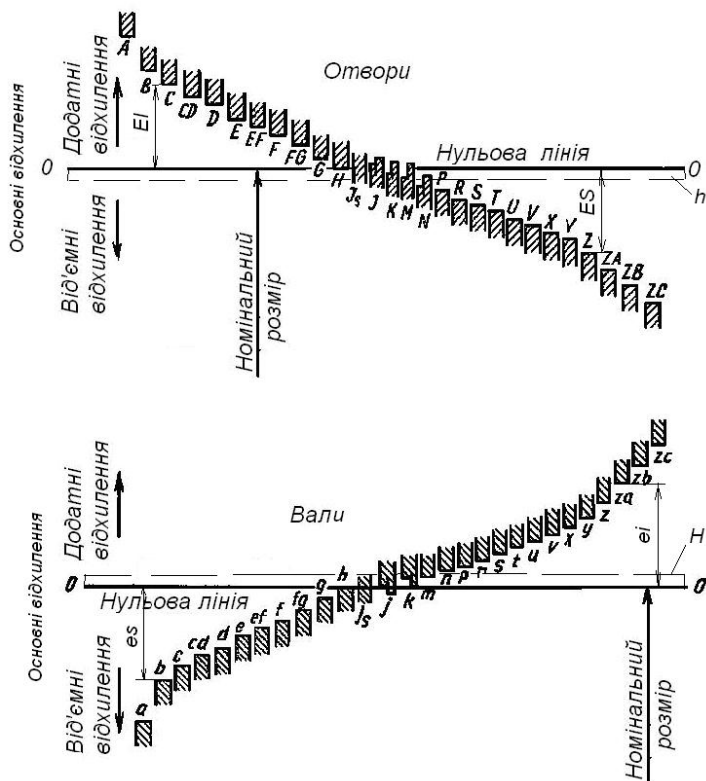 Отвори
Основні відхилення
Додатні
відхилення
Від'ємні
відхилення
A
B
C
CD
D
E
EF
F
FG
G
H
Js
J
K
M
N
P
R
S
T
U
V
X
V
Z
ZA
ZB
ZC
EI
ES
0
Нульова лінія
0
h
Номінальний
розмір
Вали
Основні відхилення
Додатні
відхилення
Від'ємні
відхилення
0
Нульова лінія
0
H
es
ei
a
b
c
cd
d
e
ef
f
fg
g
h
js
j
k
m
n
p
r
s
t
u
v
x
y
z
za
zb
zc
Номінальний
розмір